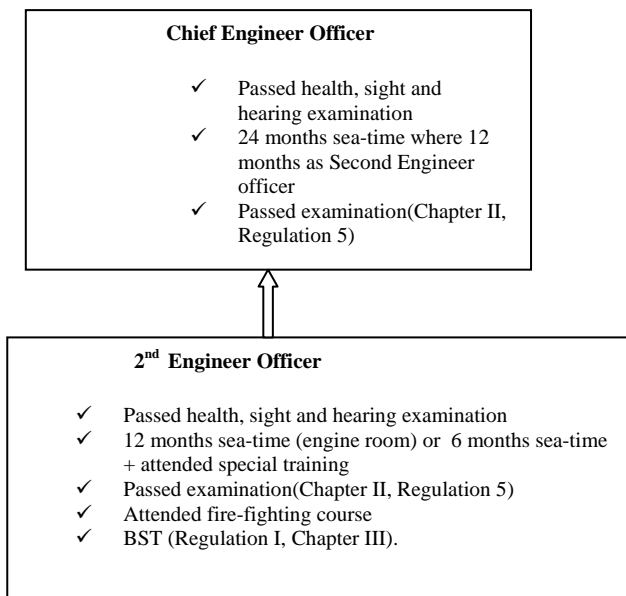 Chief Engineer Officer
✓ Passed health, sight and
hearing examination
✓ 24 months sea-time where 12
months as Second Engineer
officer
✓ Passed examination(Chapter II,
Regulation 5)
2nd Engineer Officer
✓ Passed health, sight and hearing examination
✓ 12 months sea-time (engine room) or 6 months sea-time
+ attended special training
✓ Passed examination(Chapter II, Regulation 5)
✓ Attended fire-fighting course
✓ BST (Regulation I, Chapter III).